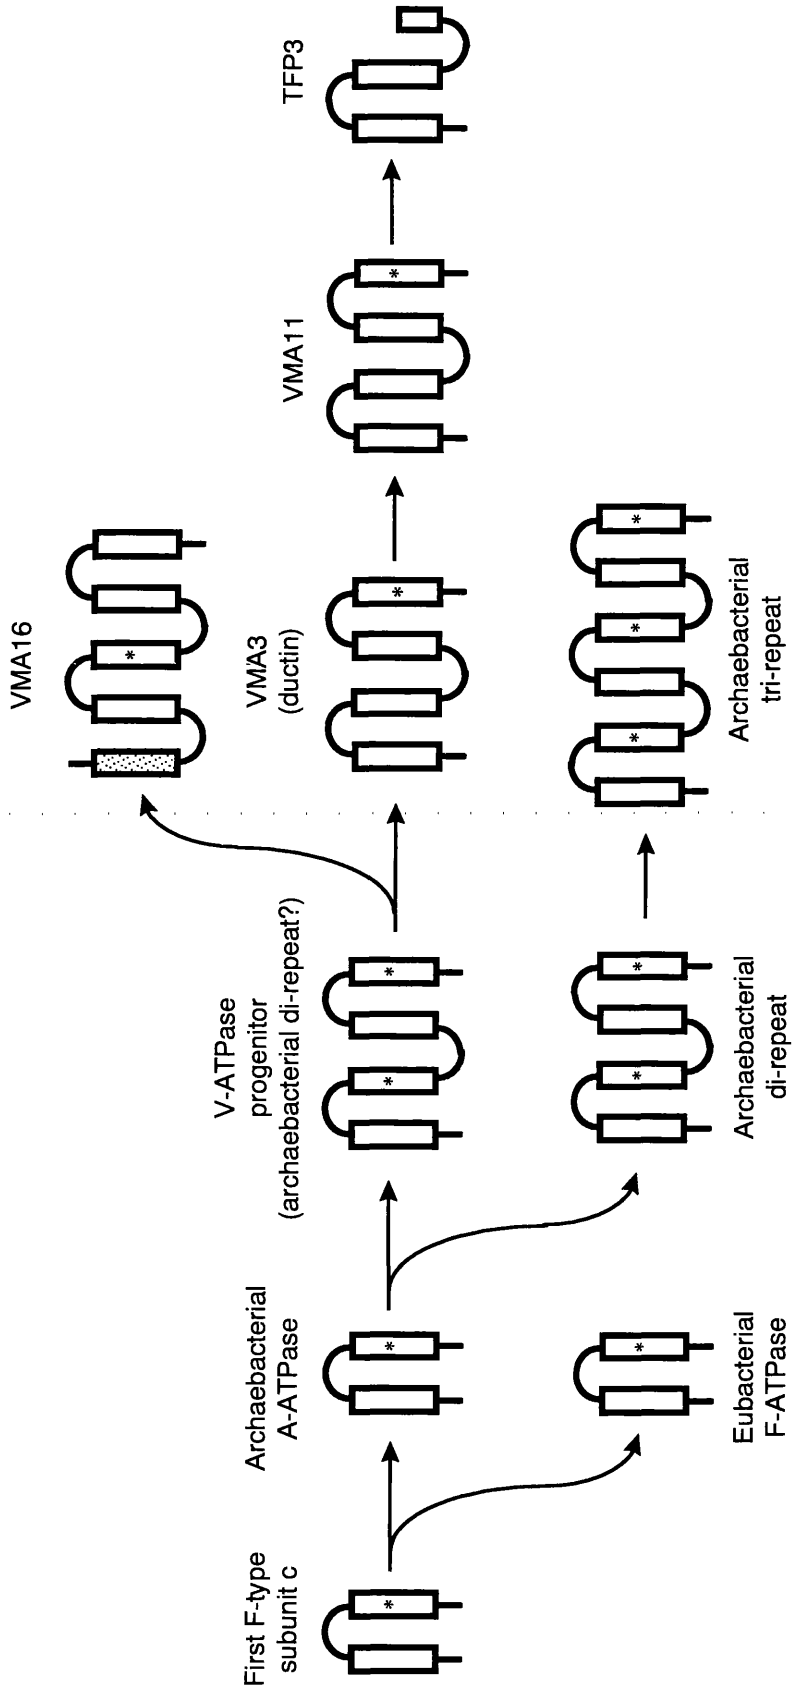 First F-type
subunit c
*
Archaebacterial
A-ATPase
*
Eubacterial
F-ATPase
*
V-ATPase
progenitor
(archaebacterial di-repeat?)
* *
Archaebacterial
di-repeat
* *
VMA16
*
VMA3
(ductin)
*
Archaebacterial
tri-repeat
* * *
VMA11
*
TFP3